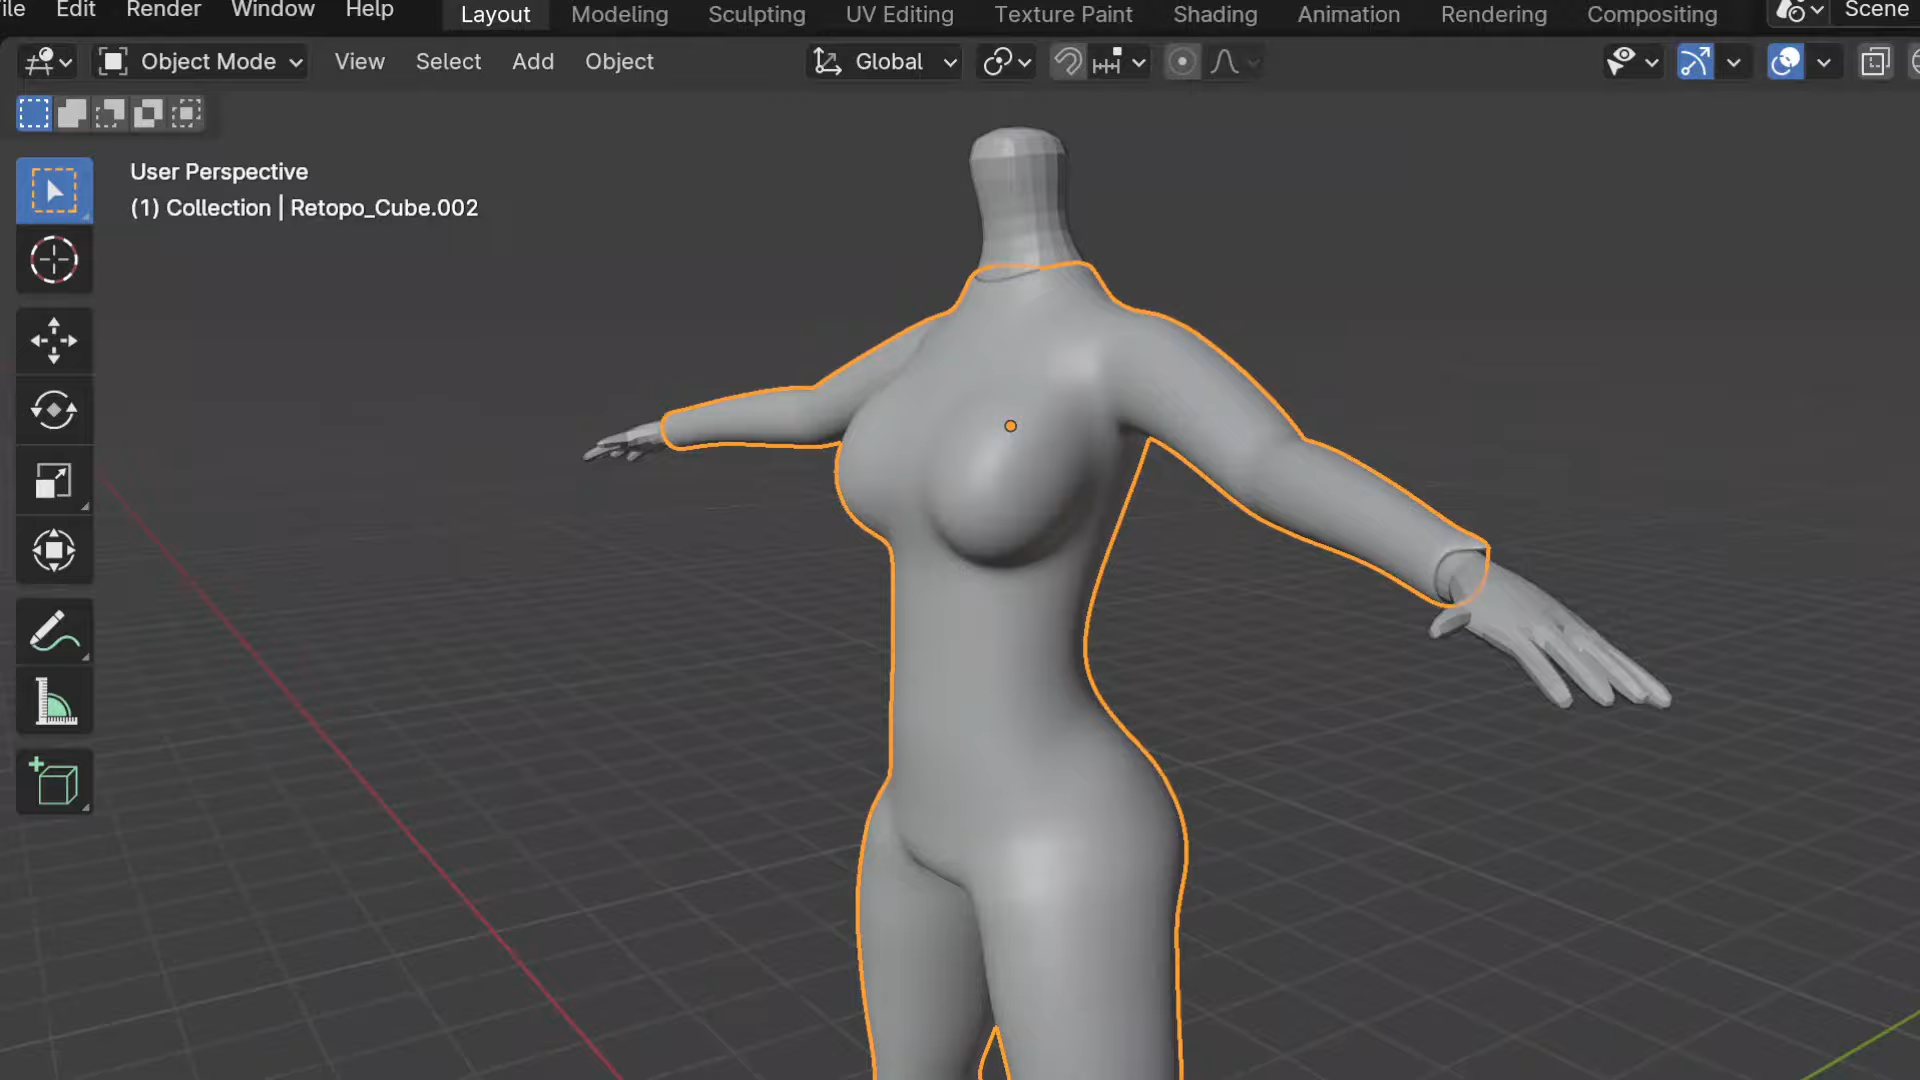 ile Edit Render Window Help Layout Modeling Sculpting UV Editing Texture Paint Shading Animation Rendering Compositing Scene
Object Mode View Select Add Object Global
User Perspective
(1) Collection | Retopo_Cube.002